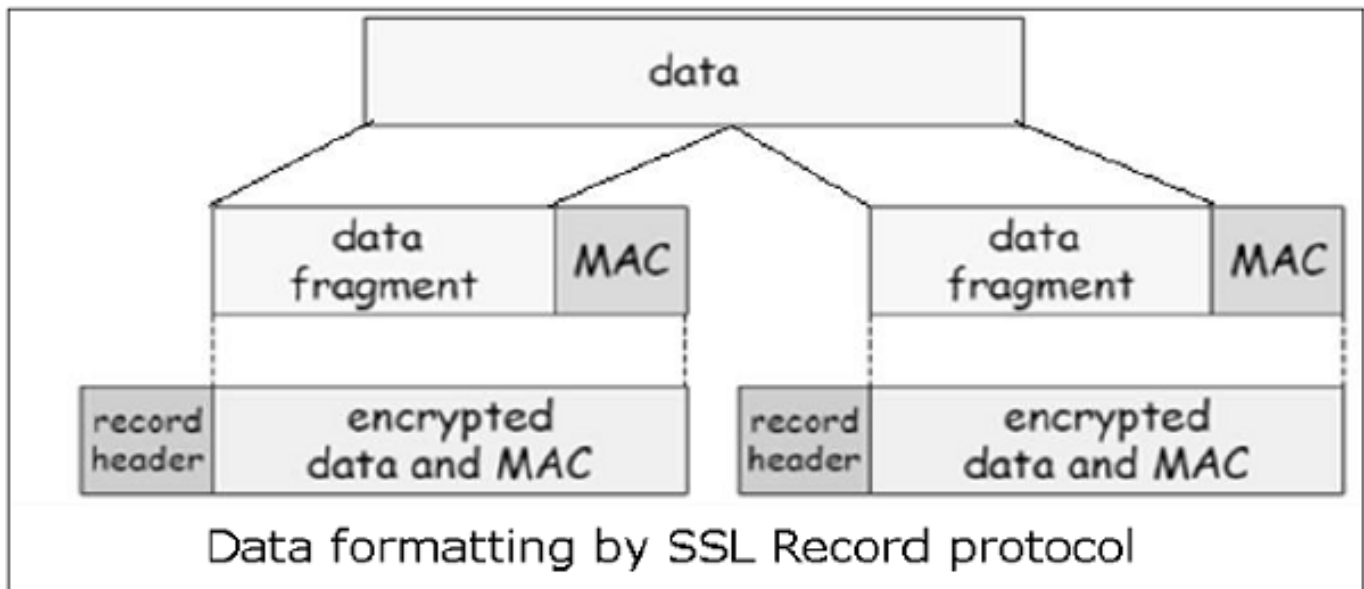 data
data
fragment
MAC
data
fragment
MAC
record
header
encrypted
data and MAC
record
header
encrypted
data and MAC
Data formatting by SSL Record protocol